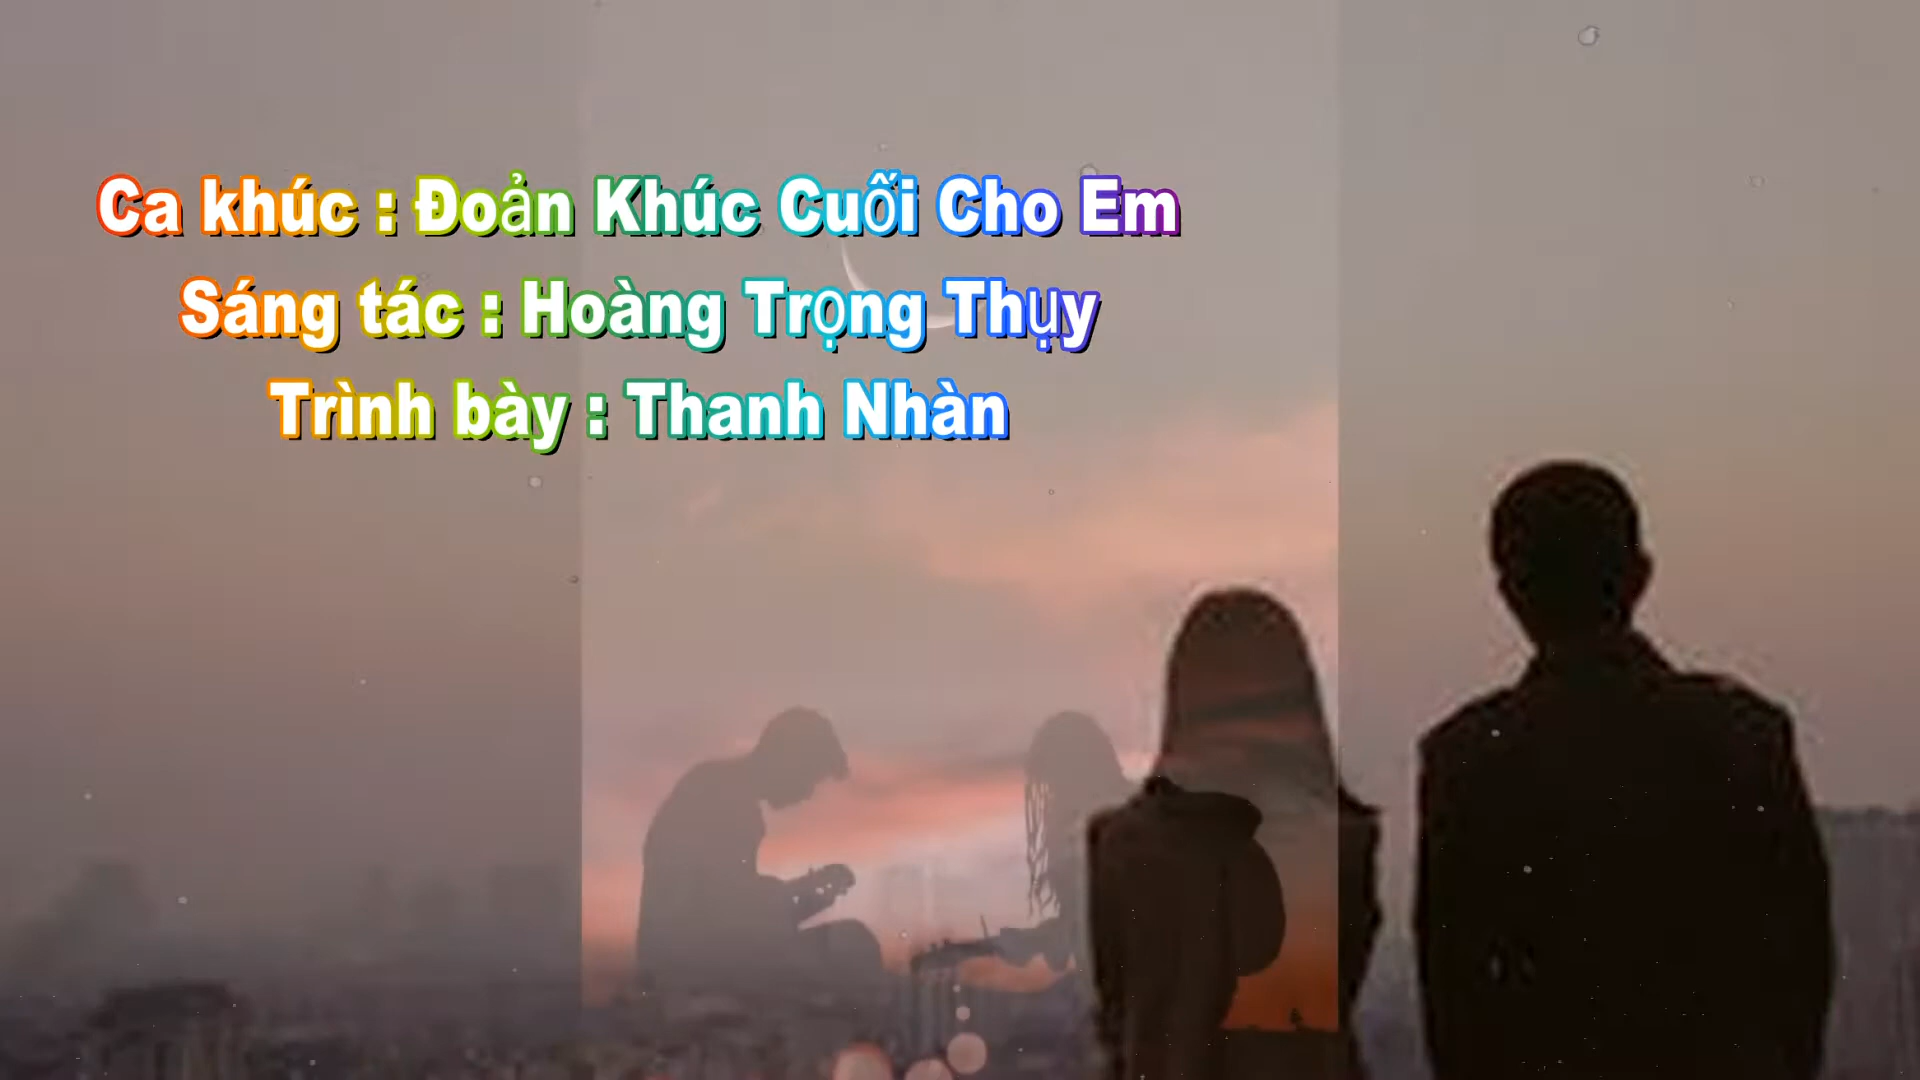 Ca khúc : Đoản Khúc Cuối Cho Em
Sáng tác : Hoàng Trọng Thụy
Trình bày : Thanh Nhàn